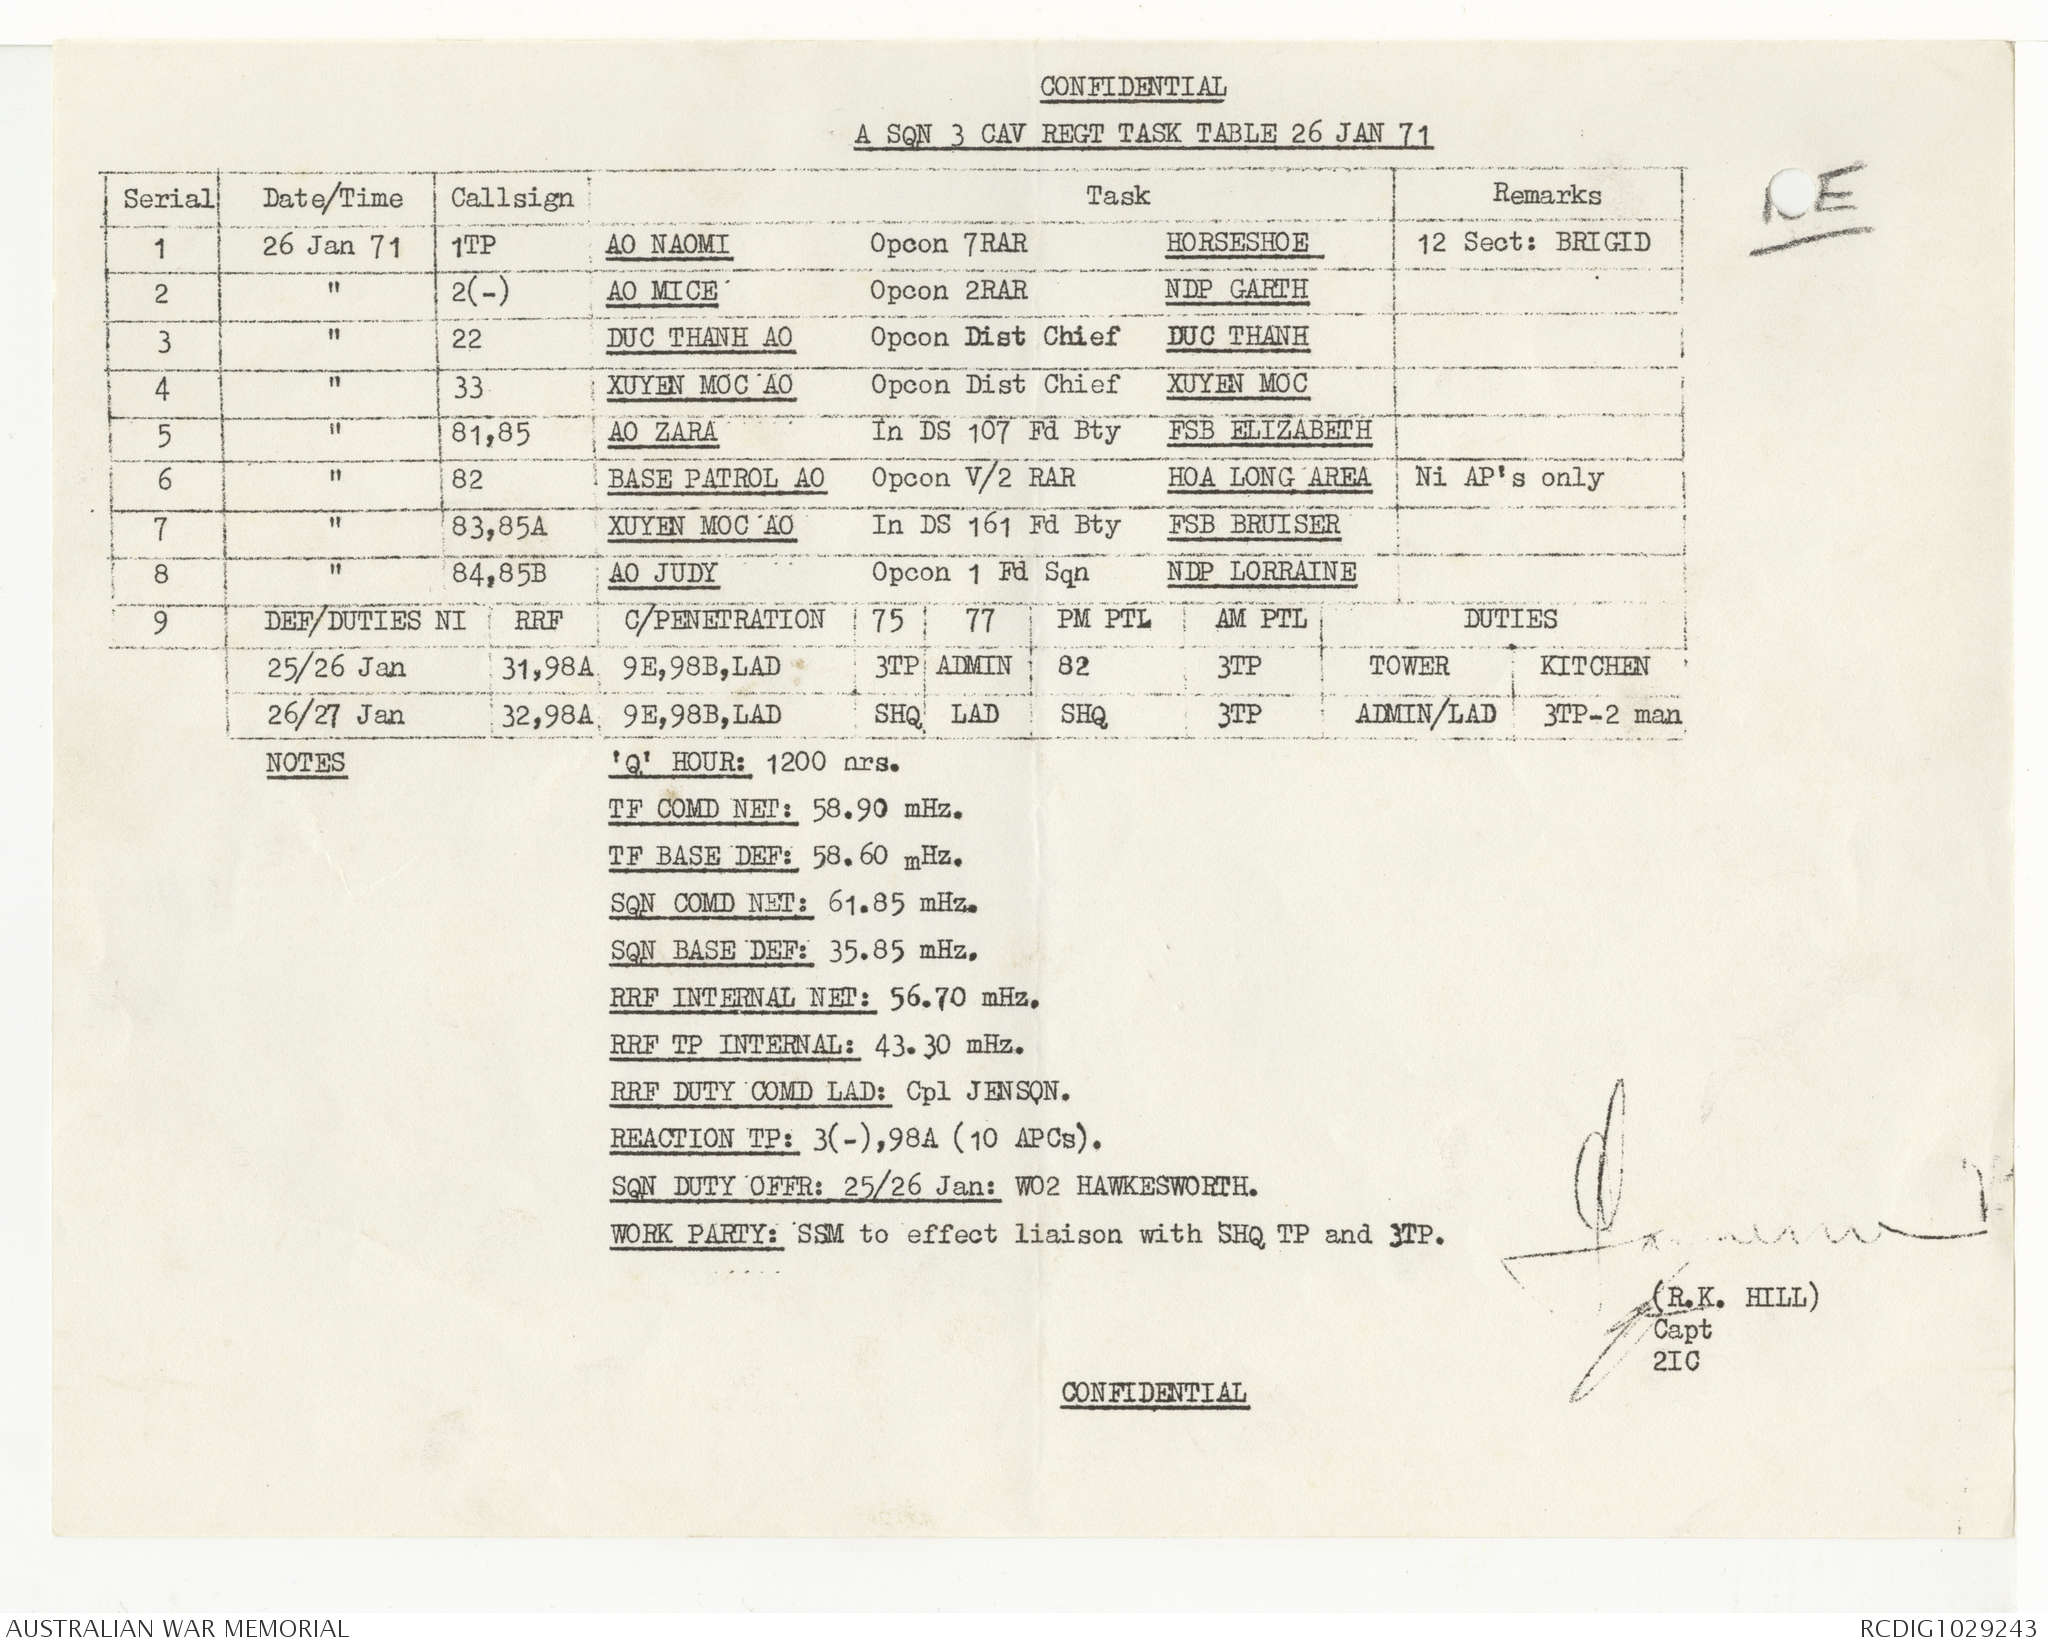 CONFIDENTIAL
A SQN 3 CAV REGT TASK TABLE 26 JAN 71
Serial Date/Time Callsign Task Remarks
1 26 Jan 71 1TP AO NAOMI Opcon 7RAR HORSESHOE 12 Sect: BRIGID
2 " 2(-) AO MICE Opcon 2RAR NDP GARTH
3 " 22 DUC THANH AO Opcon Dist Chief DUC THANH
4 " 33 XUYEN MOC AO Opcon Dist Chief XUYEN MOC
5 " 81,85 AO ZARA In DS 107 Fd Bty FSB ELIZABETH
6 " 82 BASE PATROL AO Opcon V/2 RAR HOA LONG AREA Ni AP's only
7 " 83,85A XUYEN MOC AO In DS 161 Fd Bty FSB BRUISER
8 " 84,85B AO JUDY Opcon 1 Fd Sqn NDP LORRAINE
9 DEF/DUTIES NI RRF C/PENETRATION 75 77 PM PTL AM PTL DUTIES
25/26 Jan 31,98A 9E,98B,LAD 3TP ADMIN 82 3TP TOWER KITCHEN
26/27 Jan 32,98A 9E,98B,LAD SHQ LAD SHQ 3TP ADMIN/LAD 3TP-2 man
NOTES 'Q' HOUR: 1200 nrs.
TF COMD NET: 58.90 mHz.
TF BASE DEF: 58.60 mHz.
SQN COMD NET: 61.85 mHz.
SQN BASE DEF: 35.85 mHz.
RRF INTERNAL NET: 56.70 mHz.
RRF TP INTERNAL: 43.30 mHz.
RRF DUTY COMD LAD: Cpl JENSON.
REACTION TP: 3(-),98A (10 APCs).
SQN DUTY OFFR: 25/26 Jan: WO2 HAWKESWORTH.
WORK PARTY: SSM to effect liaison with SHQ TP and 3TP.
(R.K. HILL)
Capt
2IC
CONFIDENTIAL
AUSTRALIAN WAR MEMORIAL RCDIG1029243